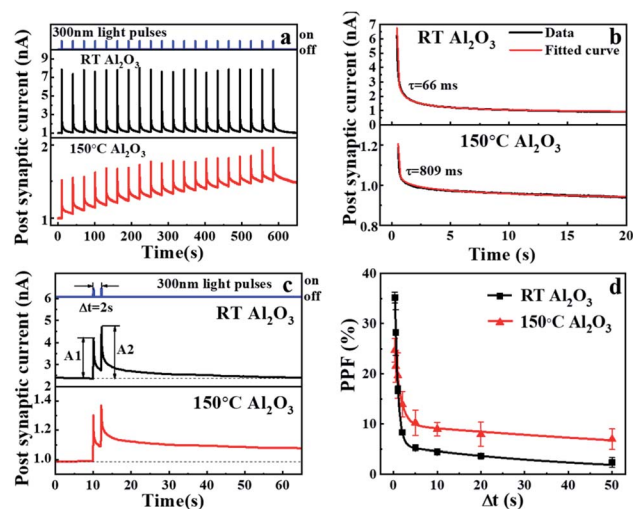 300nm light pulses
on
off
a
RT Al₂O₃
9
7
5
3
1
150°C Al₂O₃
2
1
0 100 200 300 400 500 600
Time(s)
Post synaptic current (nA)
b
Data
Fitted curve
RT Al₂O₃
τ=66 ms
7
6
5
4
3
2
1
150°C Al₂O₃
τ=809 ms
1.2
1.0
0.8
0 5 10 15 20
Time (s)
Post synaptic current (nA)
c
300nm light pulses
on
off
Δt=2s
RT Al₂O₃
A1
A2
6
5
4
3
150°C Al₂O₃
1.4
1.2
1.0
0 10 20 30 40 50 60
Time(s)
Post synaptic current (nA)
d
RT Al₂O₃
150°C Al₂O₃
40
30
20
10
0
0 10 20 30 40 50
Δt (s)
PPF (%)